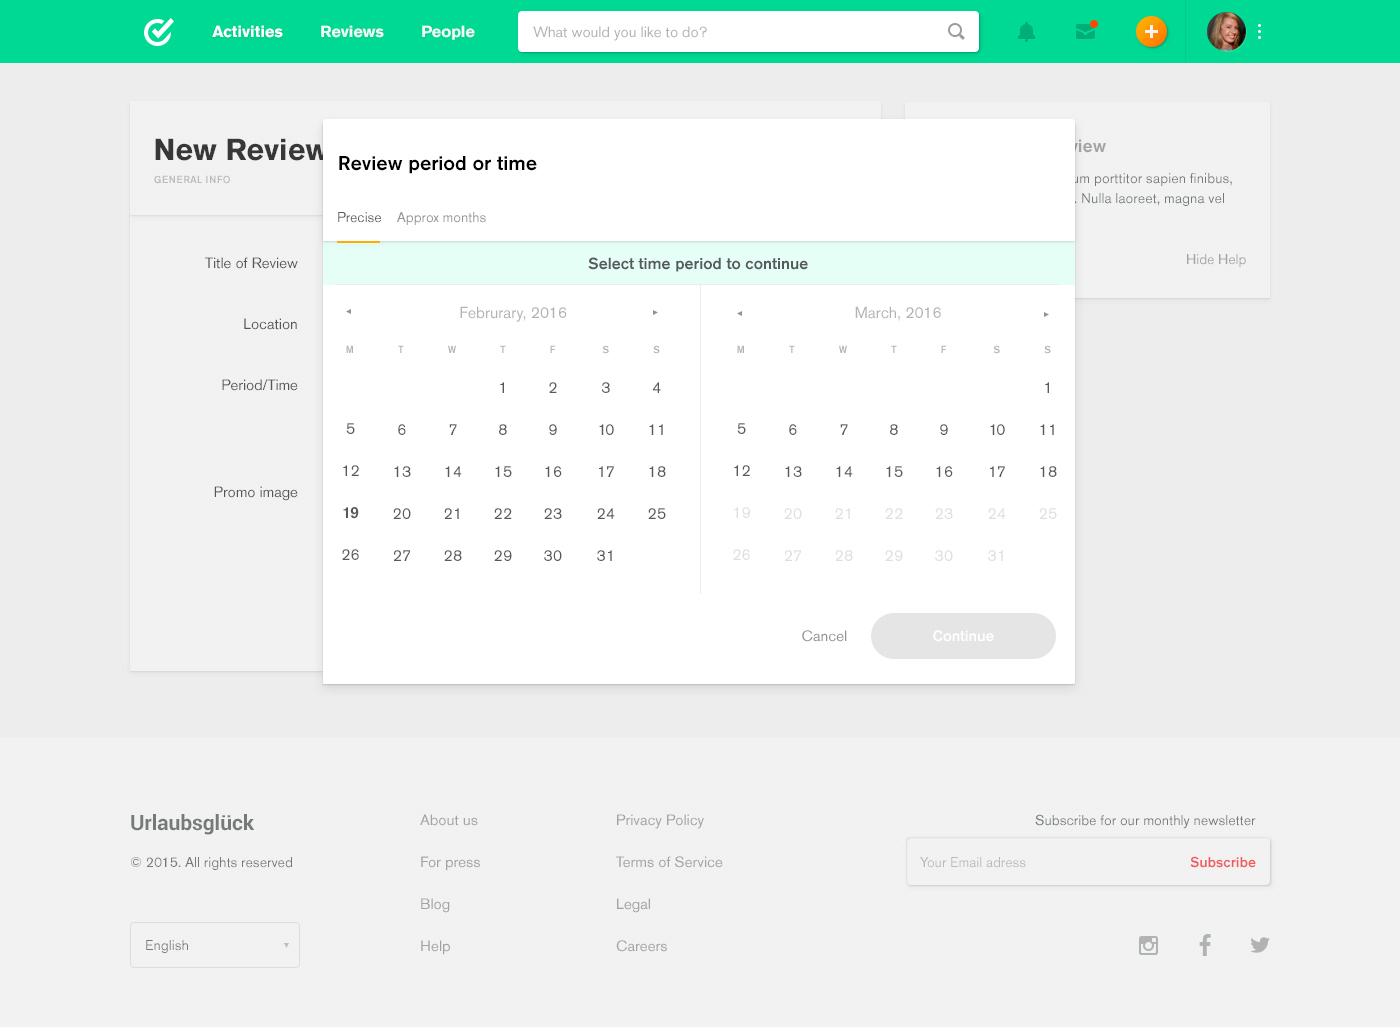 Activities Reviews People What would you like to do?
New Review
GENERAL INFO
Title of Review
Location
Period/Time
Promo image
Review period or time
Precise Approx months
Select time period to continue
Februrary, 2016
M T W T F S S
1 2 3 4
5 6 7 8 9 10 11
12 13 14 15 16 17 18
19 20 21 22 23 24 25
26 27 28 29 30 31
March, 2016
M T W T F S S
1
5 6 7 8 9 10 11
12 13 14 15 16 17 18
19 20 21 22 23 24 25
26 27 28 29 30 31
Cancel Continue
porttitor sapien finibus,
. Nulla laoreet, magna vel
Hide Help
Urlaubsglück
© 2015. All rights reserved
English
About us
For press
Blog
Help
Privacy Policy
Terms of Service
Legal
Careers
Subscribe for our monthly newsletter
Your Email adress Subscribe